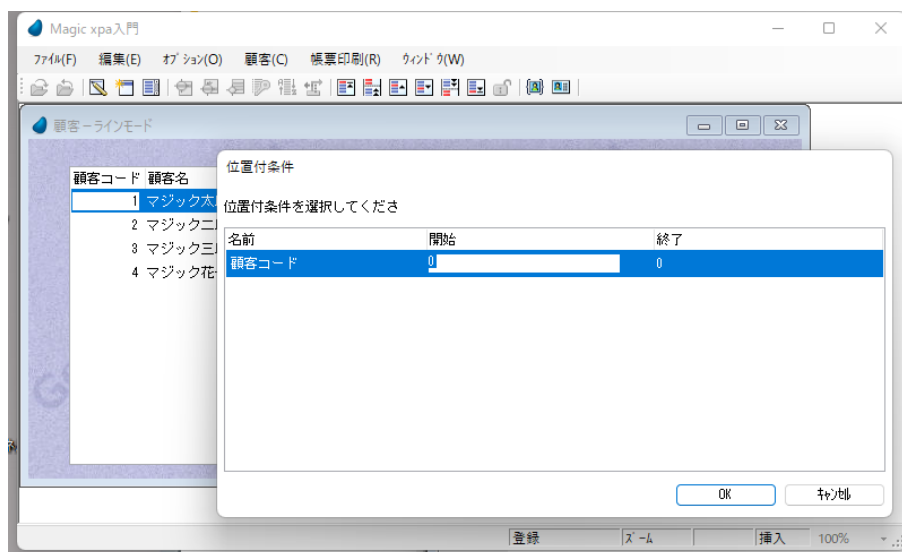 Magic xpa入門
ﾌｧｲﾙ(F) 編集(E) ｵﾌﾟｼｮﾝ(O) 顧客(C) 帳票印刷(R) ｳｨﾝﾄﾞｳ(W)
顧客－ラインモード
位置付条件
顧客コード 顧客名
位置付条件を選択してくださ
1 マジック太
2 マジック二
3 マジック三
4 マジック花
名前 開始 終了
顧客コード 0 0
OK ｷｬﾝｾﾙ
登録 ｽﾞｰﾑ 挿入 100%